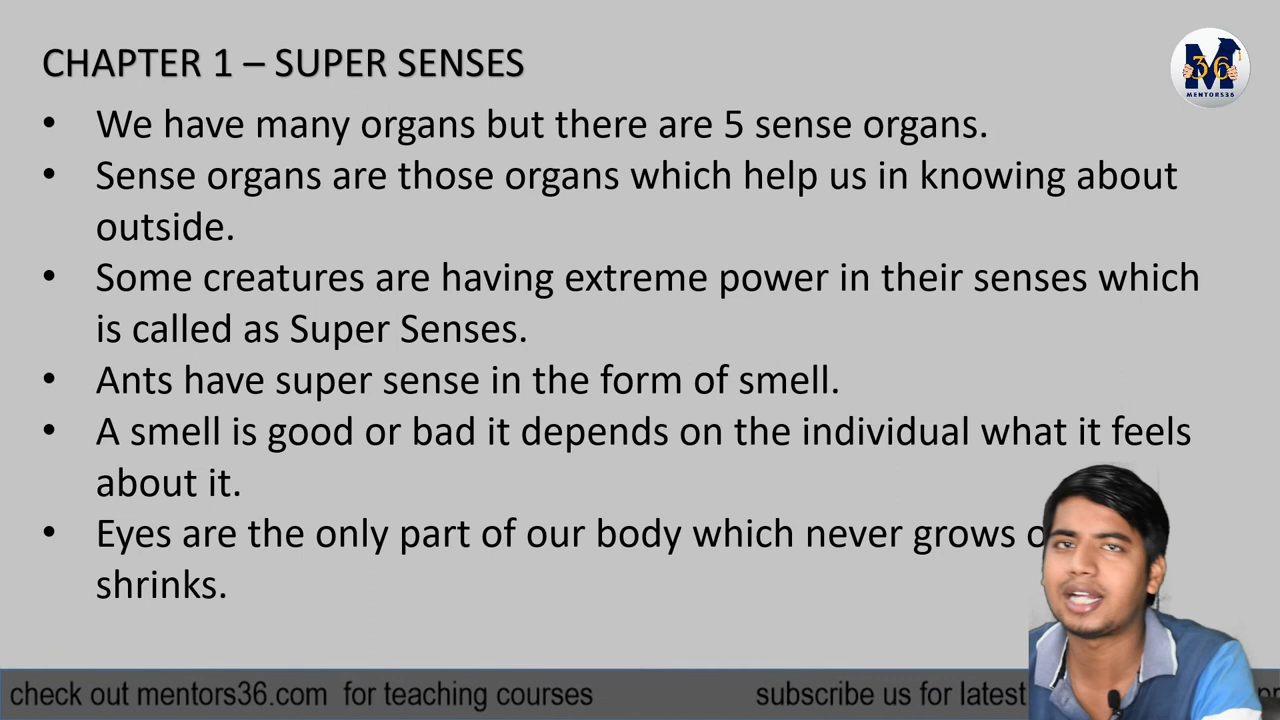 CHAPTER 1 – SUPER SENSES
36
MENTORS36
• We have many organs but there are 5 sense organs.
• Sense organs are those organs which help us in knowing about
outside.
• Some creatures are having extreme power in their senses which
is called as Super Senses.
• Ants have super sense in the form of smell.
• A smell is good or bad it depends on the individual what it feels
about it.
• Eyes are the only part of our body which never grows
shrinks.
check out mentors36.com for teaching courses subscribe us for latest